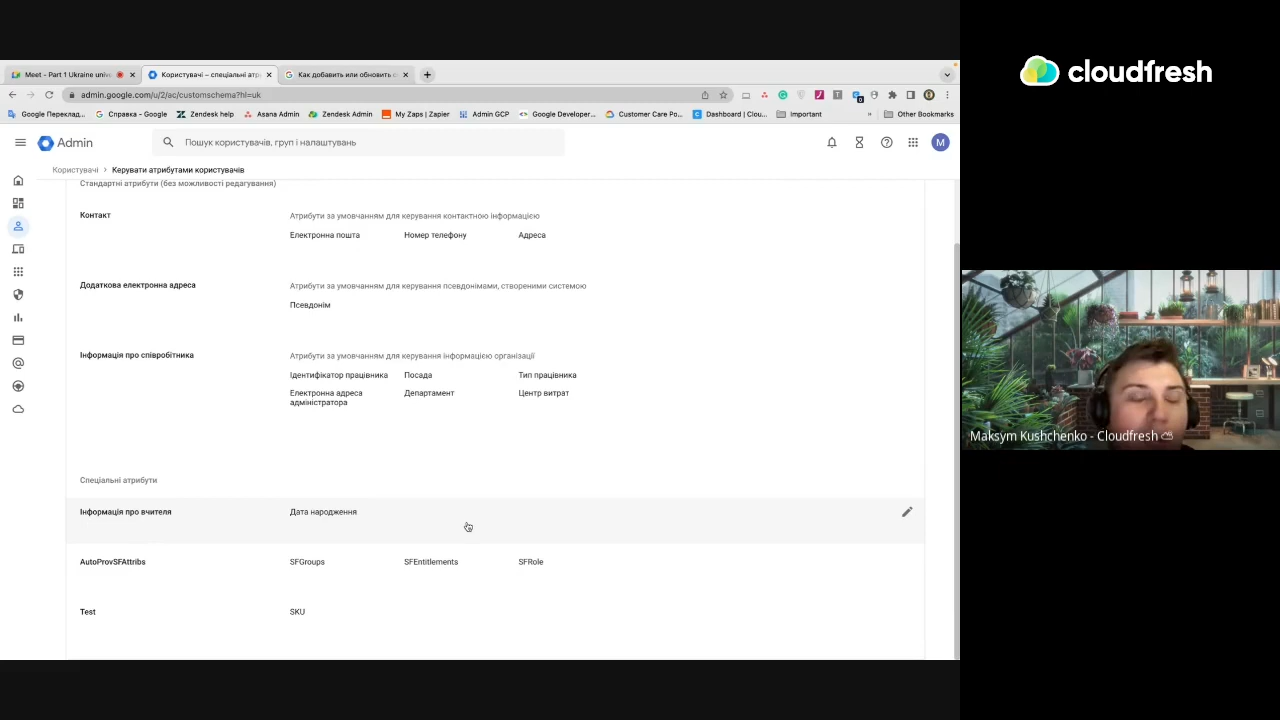 cloudfresh
Meet - Part 1 Ukraine unive
Користувачі – спеціальні атр
Как добавить или обновить с
admin.google.com/u/2/ac/customschema?hl=uk
Google Переклад...
Справка - Google
Zendesk help
Asana Admin
Zendesk Admin
My Zaps | Zapier
Admin GCP
Google Developer...
Customer Care Po...
Dashboard | Clou...
Important
»
Other Bookmarks
Admin
Пошук користувачів, груп і налаштувань
M
Користувачі > Керувати атрибутами користувачів
Стандартні атрибути (без можливості редагування)
Контакт
Атрибути за умовчанням для керування контактною інформацією
Електронна пошта Номер телефону Адреса
Додаткова електронна адреса
Атрибути за умовчанням для керування псевдонімами, створеними системою
Псевдонім
Інформація про співробітника
Атрибути за умовчанням для керування інформацією організації
Ідентифікатор працівника Посада Тип працівника
Електронна адреса адміністратора Департамент Центр витрат
Спеціальні атрибути
Інформація про вчителя Дата народження
AutoProvSFAttribs SFGroups SFEntitlements SFRole
Test SKU
Maksym Kushchenko - Cloudfresh